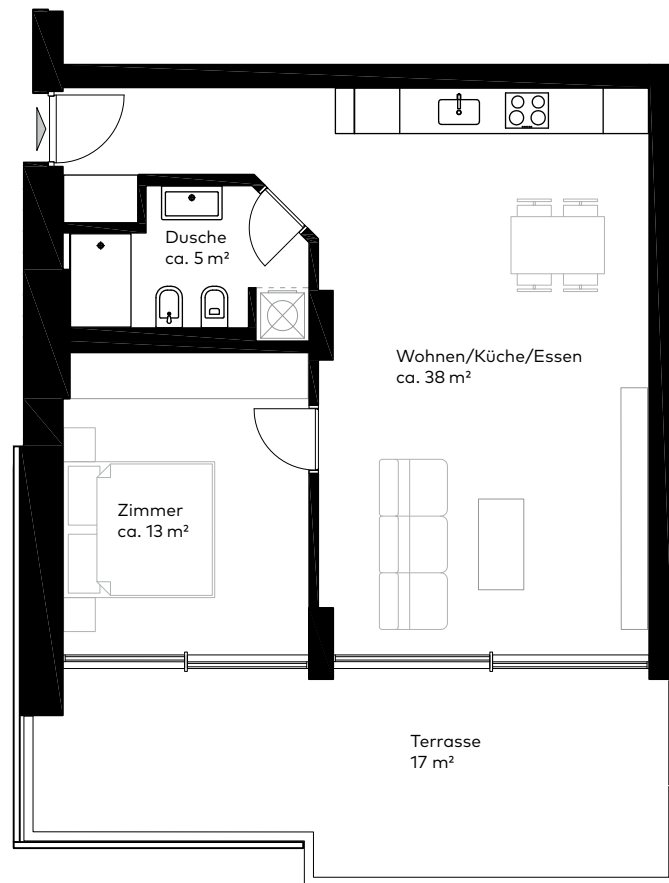 Dusche
ca. 5 m²
Wohnen/Küche/Essen
ca. 38 m²
Zimmer
ca. 13 m²
Terrasse
17 m²